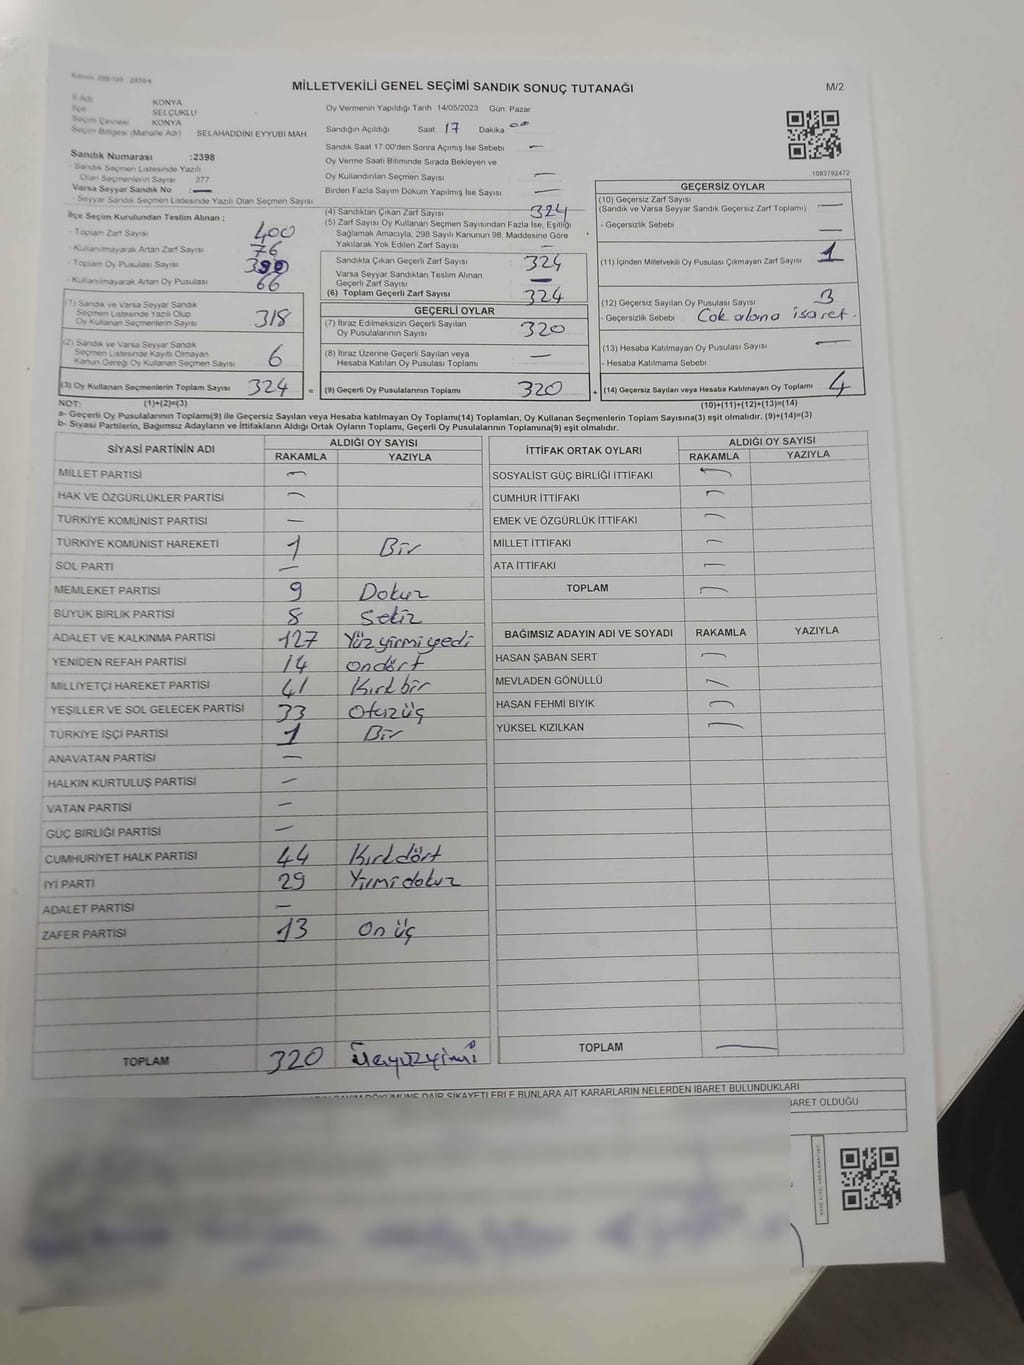 MİLLETVEKİLİ GENEL SEÇİMİ SANDIK SONUÇ TUTANAĞI
M/2
İl Adı KONYA
İlçe SELÇUKLU
Seçim Çevresi KONYA
Seçim Bölgesi (Mahalle Adı) SELAHADDİNİ EYYUBİ MAH.
Sandık Numarası :2398
- Sandık Seçmen Listesinde Yazılı
Olan Seçmenlerin Sayısı 377
Varsa Seyyar Sandık No : —
- Seyyar Sandık Seçmen Listesinde Yazılı Olan Seçmen Sayısı
Oy Vermenin Yapıldığı Tarih 14/05/2023 Gün: Pazar
Sandığın Açıldığı Saat: 17 Dakika 00
Sandık Saat 17.00'den Sonra Açımış İse Sebebi —
Oy Verme Saati Bitiminde Sırada Bekleyen ve
Oy Kullandırılan Seçmen Sayısı —
Birden Fazla Sayım Döküm Yapılmış İse Sayısı —
1083792472
İlçe Seçim Kurulundan Teslim Alınan ;
- Toplam Zarf Sayısı 400
- Kullanılmayarak Artan Zarf Sayısı 76
- Toplam Oy Pusulası Sayısı 390
- Kullanılmayarak Artan Oy Pusulası 66
(1) Sandık ve Varsa Seyyar Sandık
Seçmen Listesinde Yazılı Olup
Oy Kullanan Seçmenlerin Sayısı 318
(2) Sandık ve Varsa Seyyar Sandık
Seçmen Listesinde Kayıtlı Olmayan
Kanun Gereği Oy Kullanan Seçmen Sayısı 6
(3) Oy Kullanan Seçmenlerin Toplam Sayısı 324 =
(4) Sandıktan Çıkan Zarf Sayısı 324
(5) Zarf Sayısı Oy Kullanan Seçmen Sayısından Fazla İse, Eşitliği
Sağlamak Amacıyla, 298 Sayılı Kanunun 98. Maddesine Göre
Yakılarak Yok Edilen Zarf Sayısı —
Sandıkta Çıkan Geçerli Zarf Sayısı 324
Varsa Seyyar Sandıktan Teslim Alınan
Geçerli Zarf Sayısı —
(6) Toplam Geçerli Zarf Sayısı 324
GEÇERLİ OYLAR
(7) İtiraz Edilmeksizin Geçerli Sayılan
Oy Pusulalarının Sayısı 320
(8) İtiraz Üzerine Geçerli Sayılan veya
Hesaba Katılan Oy Pusulası Toplamı —
(9) Geçerli Oy Pusulalarının Toplamı 320 +
GEÇERSİZ OYLAR
(10) Geçersiz Zarf Sayısı
(Sandık ve Varsa Seyyar Sandık Geçersiz Zarf Toplamı) —
- Geçersizlik Sebebi —
(11) İçinden Milletvekili Oy Pusulası Çıkmayan Zarf Sayısı 1
(12) Geçersiz Sayılan Oy Pusulası Sayısı 3
- Geçersizlik Sebebi Çok alana işaret.
(13) Hesaba Katılmayan Oy Pusulası Sayısı —
- Hesaba Katılmama Sebebi
(14) Geçersiz Sayılan veya Hesaba Katılmayan Oy Toplamı 4
NOT: (1)+(2)=(3) (10)+(11)+(12)+(13)=(14)
a- Geçerli Oy Pusulalarının Toplamı(9) ile Geçersiz Sayılan veya Hesaba katılmayan Oy Toplamı(14) Toplamları, Oy Kullanan Seçmenlerin Toplam Sayısına(3) eşit olmalıdır. (9)+(14)=(3)
b- Siyasi Partilerin, Bağımsız Adayların ve İttifakların Aldığı Ortak Oyların Toplamı, Geçerli Oy Pusulalarının Toplamına(9) eşit olmalıdır.
SİYASİ PARTİNİN ADI ALDIĞI OY SAYISI
RAKAMLA YAZIYLA
MİLLET PARTİSİ —
HAK VE ÖZGÜRLÜKLER PARTİSİ —
TÜRKİYE KOMÜNİST PARTİSİ —
TÜRKİYE KOMÜNİST HAREKETİ 1 Bir
SOL PARTİ —
MEMLEKET PARTİSİ 9 Dokuz
BÜYÜK BİRLİK PARTİSİ 8 Sekiz
ADALET VE KALKINMA PARTİSİ 127 Yüzyirmiyedi
YENİDEN REFAH PARTİSİ 14 ondört
MİLLİYETÇİ HAREKET PARTİSİ 41 Kırkbir
YEŞİLLER VE SOL GELECEK PARTİSİ 33 Otuzüç
TÜRKİYE İŞÇİ PARTİSİ 1 Bir
ANAVATAN PARTİSİ —
HALKIN KURTULUŞ PARTİSİ —
VATAN PARTİSİ —
GÜÇ BİRLİĞİ PARTİSİ —
CUMHURİYET HALK PARTİSİ 44 Kırkdört
İYİ PARTİ 29 Yirmidokuz
ADALET PARTİSİ —
ZAFER PARTİSİ 13 On üç
TOPLAM 320 Üçyüzyirmi
İTTİFAK ORTAK OYLARI ALDIĞI OY SAYISI
RAKAMLA YAZIYLA
SOSYALİST GÜÇ BİRLİĞİ İTTİFAKI —
CUMHUR İTTİFAKI —
EMEK VE ÖZGÜRLÜK İTTİFAKI —
MİLLET İTTİFAKI —
ATA İTTİFAKI —
TOPLAM —
BAĞIMSIZ ADAYIN ADI VE SOYADI RAKAMLA YAZIYLA
HASAN ŞABAN SERT —
MEVLADEN GÖNÜLLÜ —
HASAN FEHMİ BIYIK —
YÜKSEL KIZILKAN —
TOPLAM —
DÖKÜMÜNE DAİR ŞİKAYETLERLE BUNLARA AİT KARARLARIN NELERDEN İBARET BULUNDUKLARI
İBARET OLDUĞU